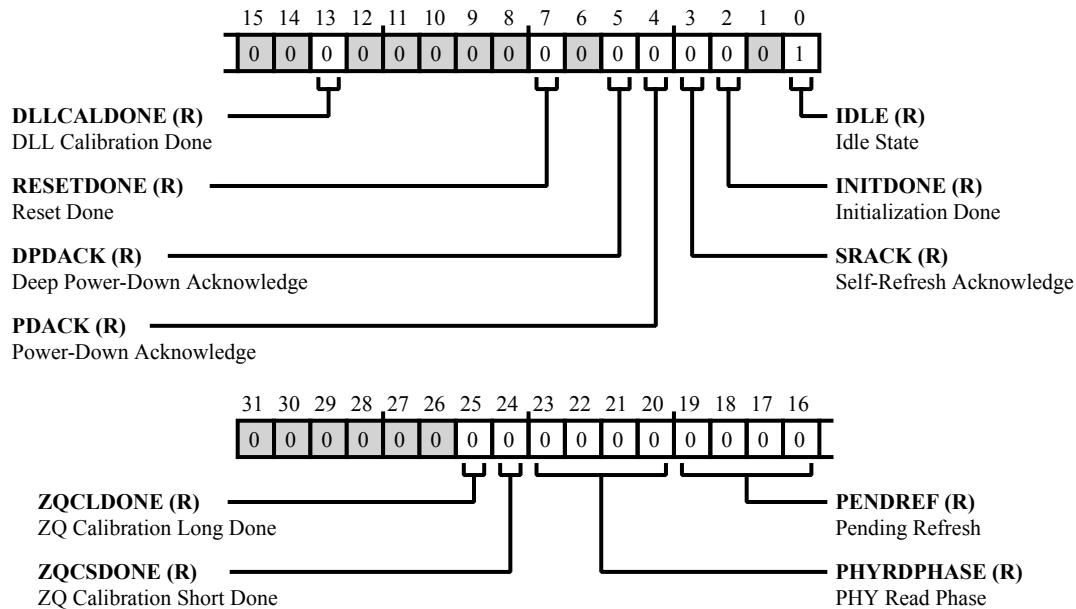 15 14 13 12 11 10 9 8 7 6 5 4 3 2 1 0
0 0 0 0 0 0 0 0 0 0 0 0 0 0 0 1
DLLCALDONE (R)
DLL Calibration Done
RESETDONE (R)
Reset Done
DPDACK (R)
Deep Power-Down Acknowledge
PDACK (R)
Power-Down Acknowledge
IDLE (R)
Idle State
INITDONE (R)
Initialization Done
SRACK (R)
Self-Refresh Acknowledge
31 30 29 28 27 26 25 24 23 22 21 20 19 18 17 16
0 0 0 0 0 0 0 0 0 0 0 0 0 0 0 0
ZQCLDONE (R)
ZQ Calibration Long Done
ZQCSDONE (R)
ZQ Calibration Short Done
PENDREF (R)
Pending Refresh
PHYRDPHASE (R)
PHY Read Phase